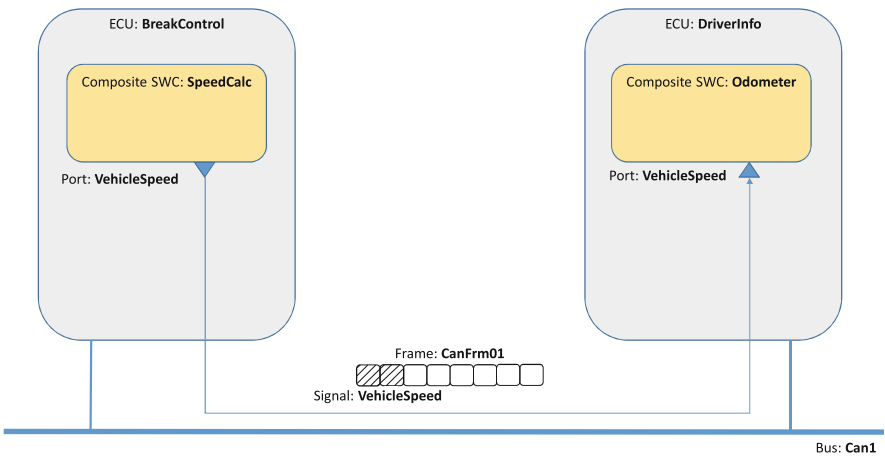 ECU: BreakControl
ECU: DriverInfo
Composite SWC: SpeedCalc
Composite SWC: Odometer
Port: VehicleSpeed
Port: VehicleSpeed
Frame: CanFrm01
Signal: VehicleSpeed
Bus: Can1